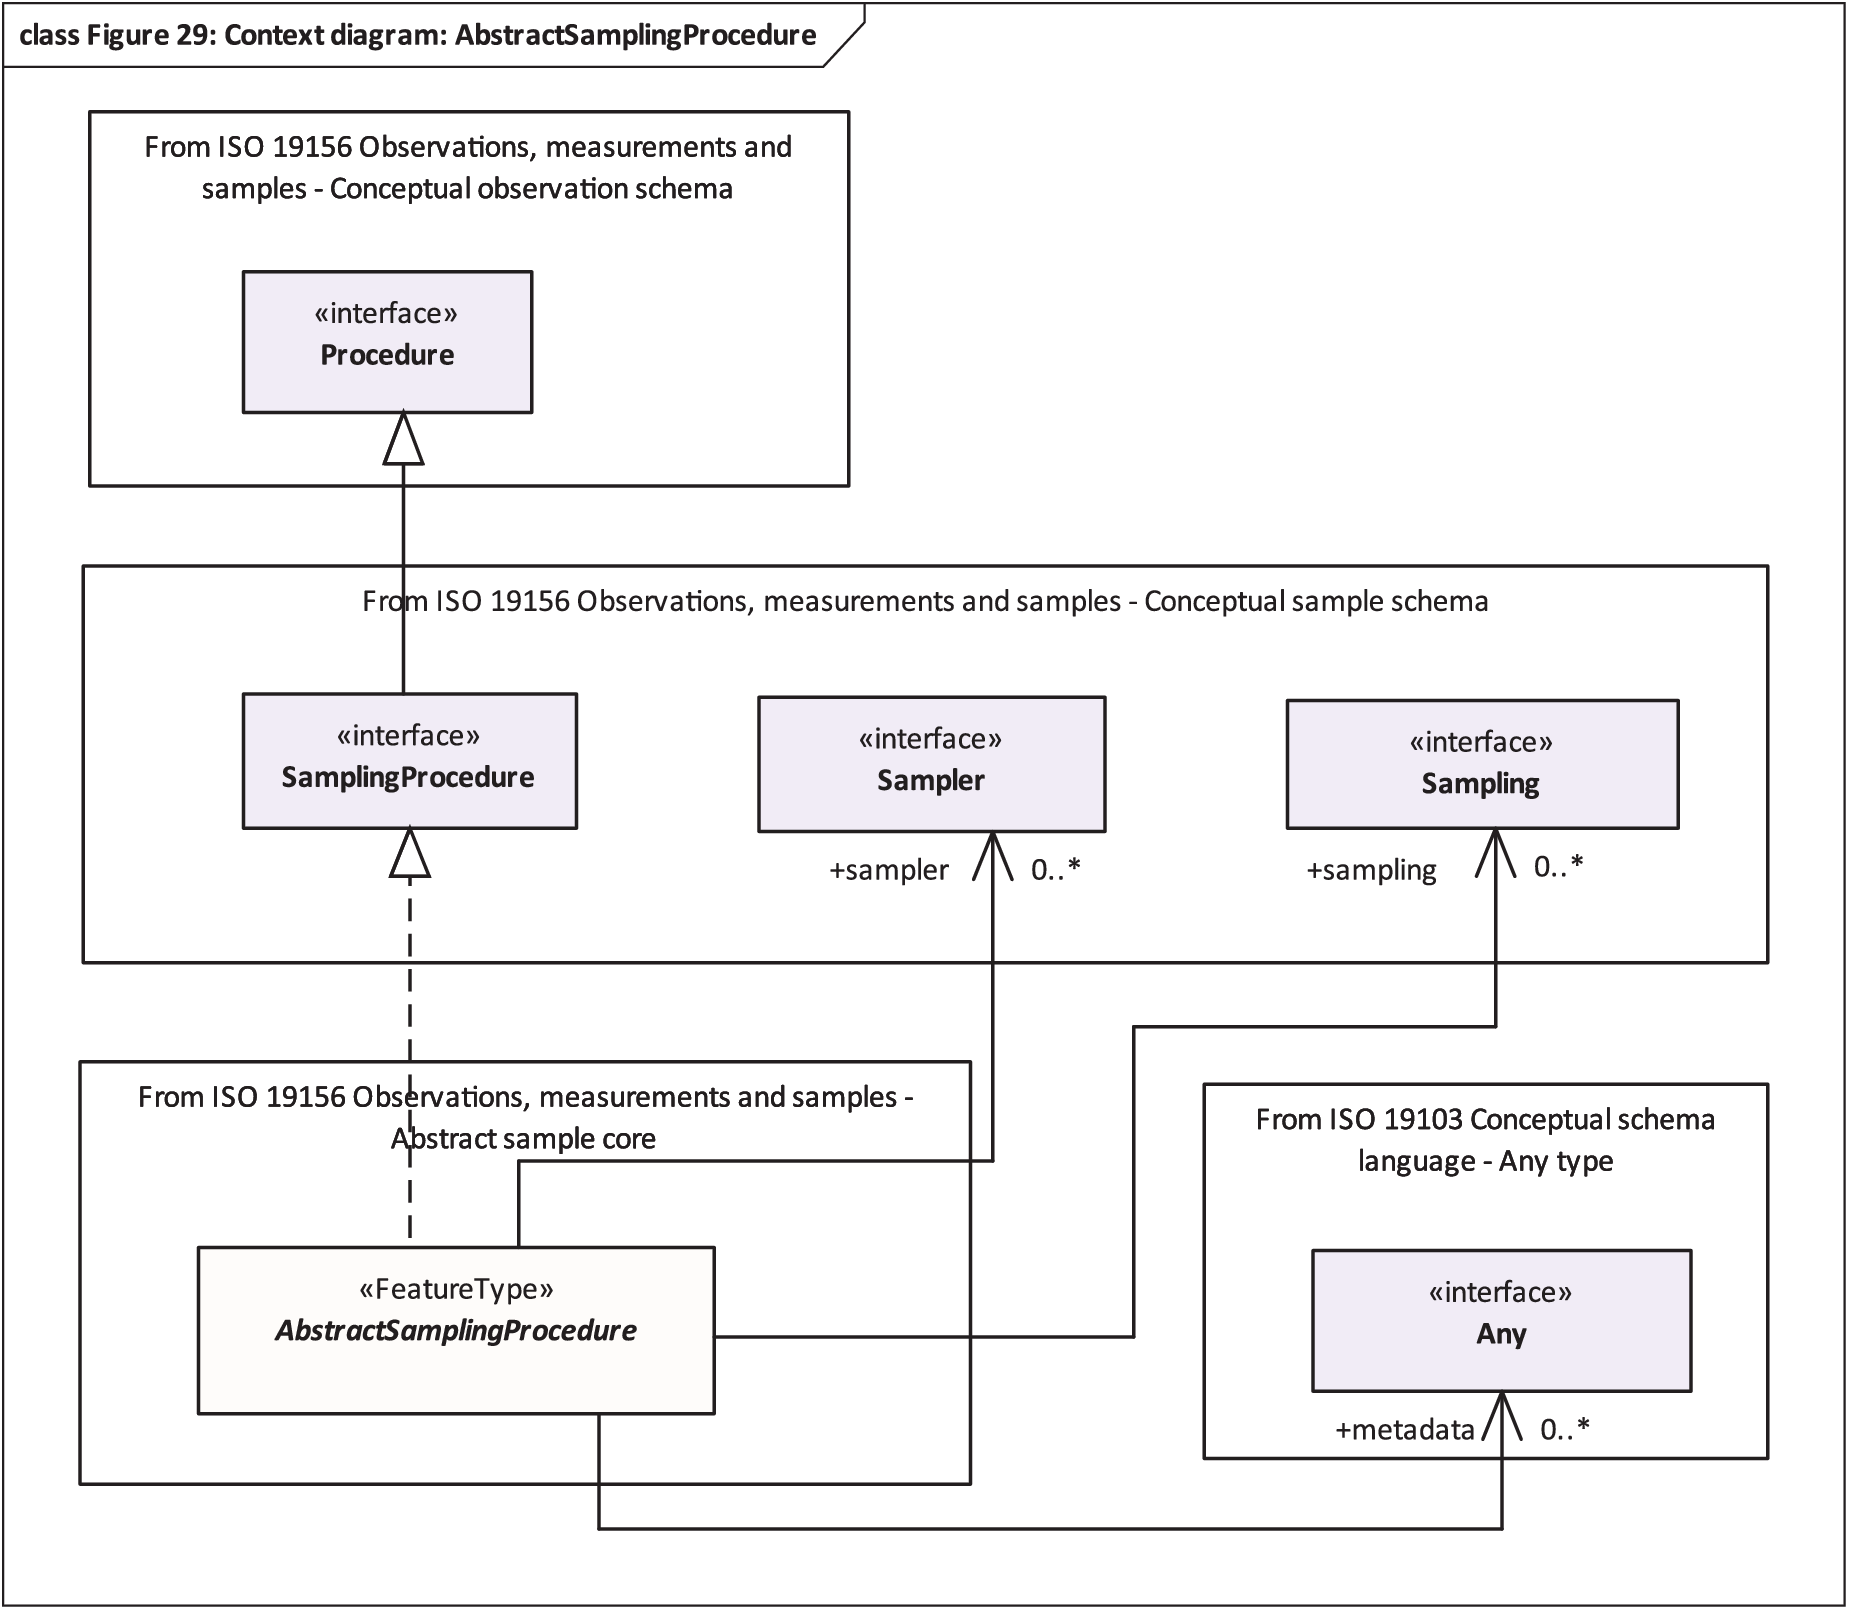 class Figure 29: Context diagram: AbstractSamplingProcedure
From ISO 19156 Observations, measurements and
samples - Conceptual observation schema
«interface»
Procedure
From ISO 19156 Observations, measurements and samples - Conceptual sample schema
«interface»
SamplingProcedure
«interface»
Sampler
«interface»
Sampling
+sampler
0..*
+sampling
0..*
From ISO 19156 Observations, measurements and samples -
Abstract sample core
«FeatureType»
AbstractSamplingProcedure
From ISO 19103 Conceptual schema
language - Any type
«interface»
Any
+metadata
0..*